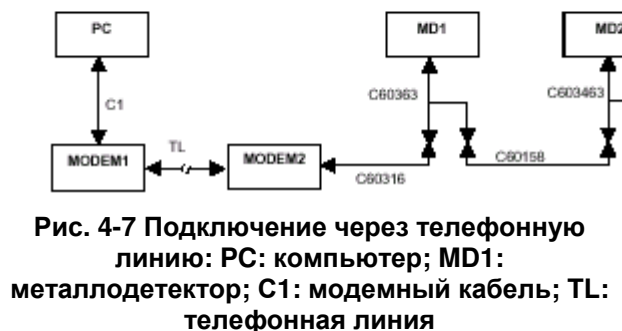 PC
MD1
MD2
C1
C60363
C603463
MODEM1
TL
MODEM2
C60316
C60158
Рис. 4-7 Подключение через телефонную
линию: PC: компьютер; MD1:
металлодетектор; C1: модемный кабель; TL:
телефонная линия